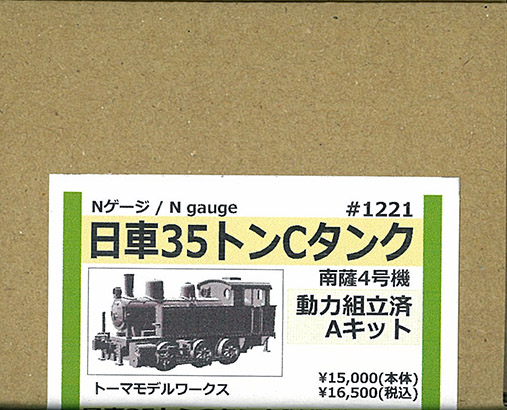 Nゲージ / N gauge
#1221
日車35トンCタンク
南薩4号機
動力組立済
Aキット
トーマモデルワークス
¥15,000(本体)
¥16,500(税込)